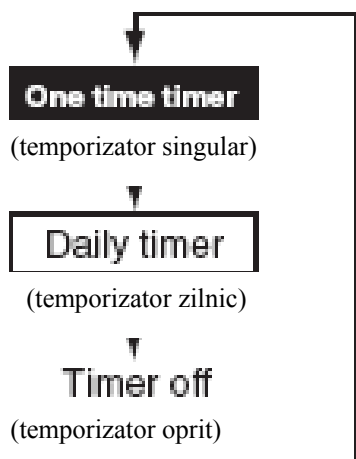 One time timer
(temporizator singular)
Daily timer
(temporizator zilnic)
Timer off
(temporizator oprit)